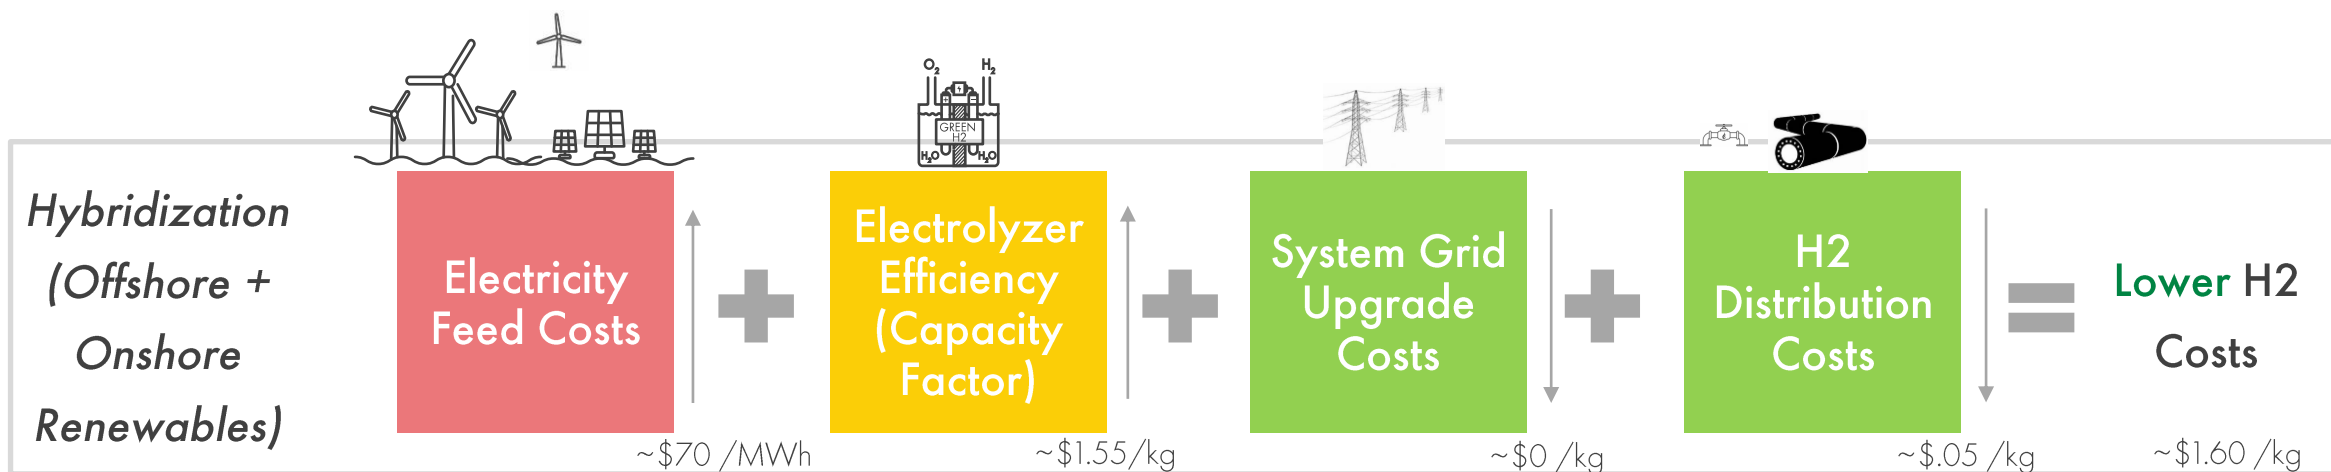 O2
H2
GREEN
H2
H2O
H2O
Hybridization
(Offshore +
Onshore
Renewables)
Electricity
Feed Costs
~$70 /MWh
Electrolyzer
Efficiency
(Capacity
Factor)
~$1.55/kg
System Grid
Upgrade
Costs
~$0 /kg
H2
Distribution
Costs
~$.05 /kg
Lower H2
Costs
~$1.60 /kg